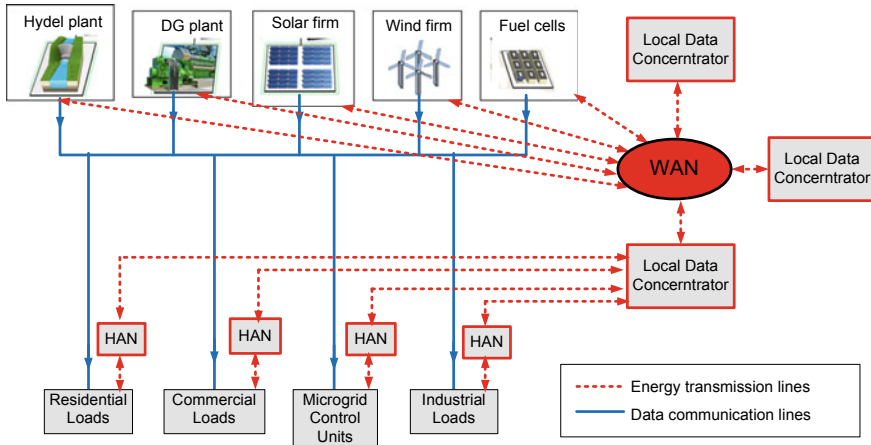 Hydel plant
DG plant
Solar firm
Wind firm
Fuel cells
Local Data
Concerntrator
WAN
Local Data
Concerntrator
Local Data
Concerntrator
HAN
HAN
HAN
HAN
Residential
Loads
Commercial
Loads
Microgrid
Control
Units
Industrial
Loads
Energy transmission lines
Data communication lines